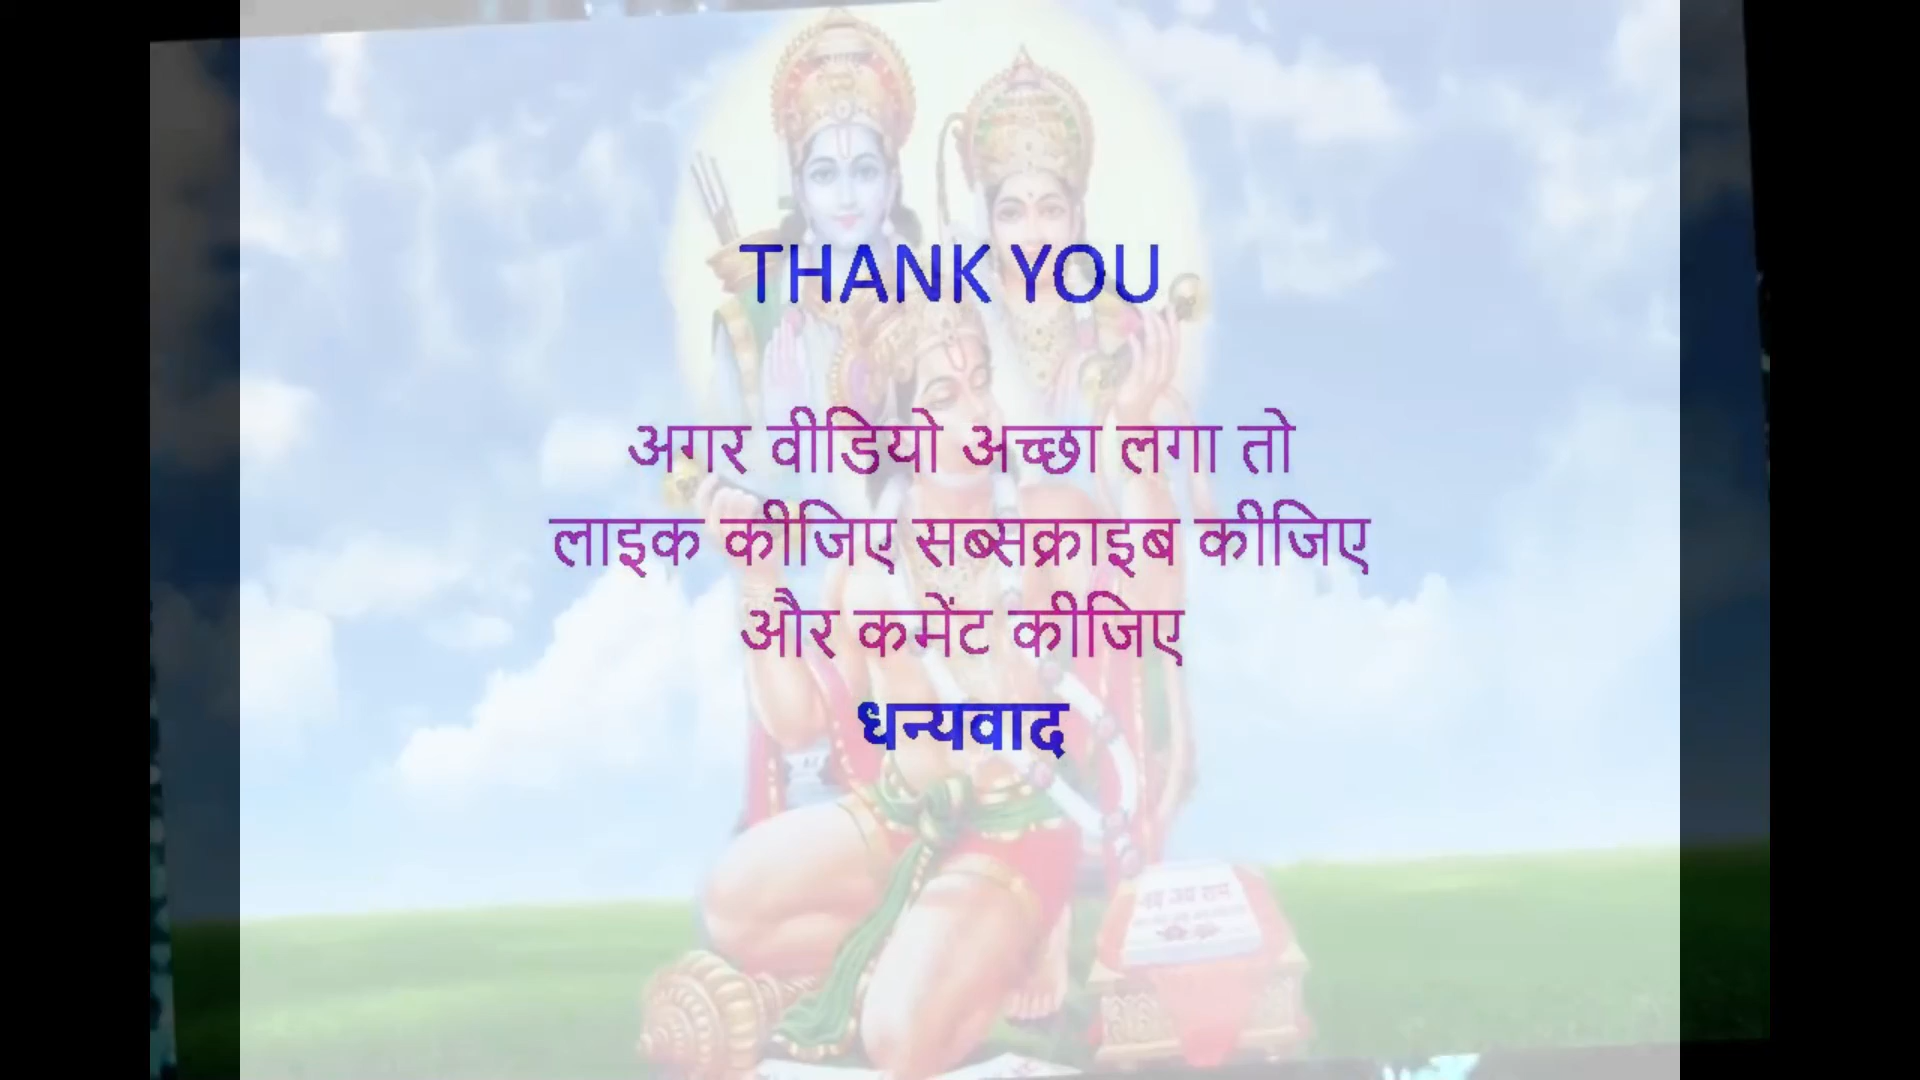 THANK YOU
अगर वीडियो अच्छा लगा तो
लाइक कीजिए सब्सक्राइब कीजिए
और कमेंट कीजिए
धन्यवाद